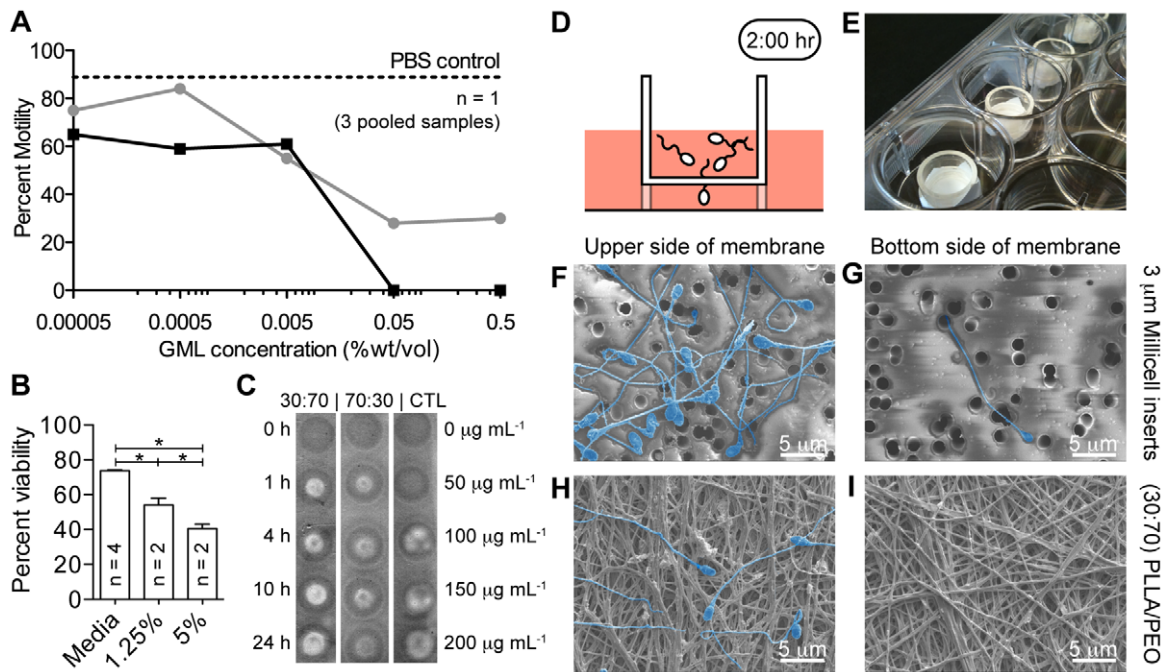 A
100
80
60
40
20
0
Percent Motility
PBS control
n = 1
(3 pooled samples)
0.00005 0.0005 0.005 0.05 0.5
GML concentration (%wt/vol)
B
100
80
60
40
20
0
Percent viability
* * *
n = 4 n = 2 n = 2
Media 1.25% 5%
C
30:70 | 70:30 | CTL
0 h 0 μg mL⁻¹
1 h 50 μg mL⁻¹
4 h 100 μg mL⁻¹
10 h 150 μg mL⁻¹
24 h 200 μg mL⁻¹
D
2:00 hr
E
Upper side of membrane
Bottom side of membrane
F
5 μm
G
5 μm
3 μm Millicell inserts
H
5 μm
I
5 μm
(30:70) PLLA/PEO